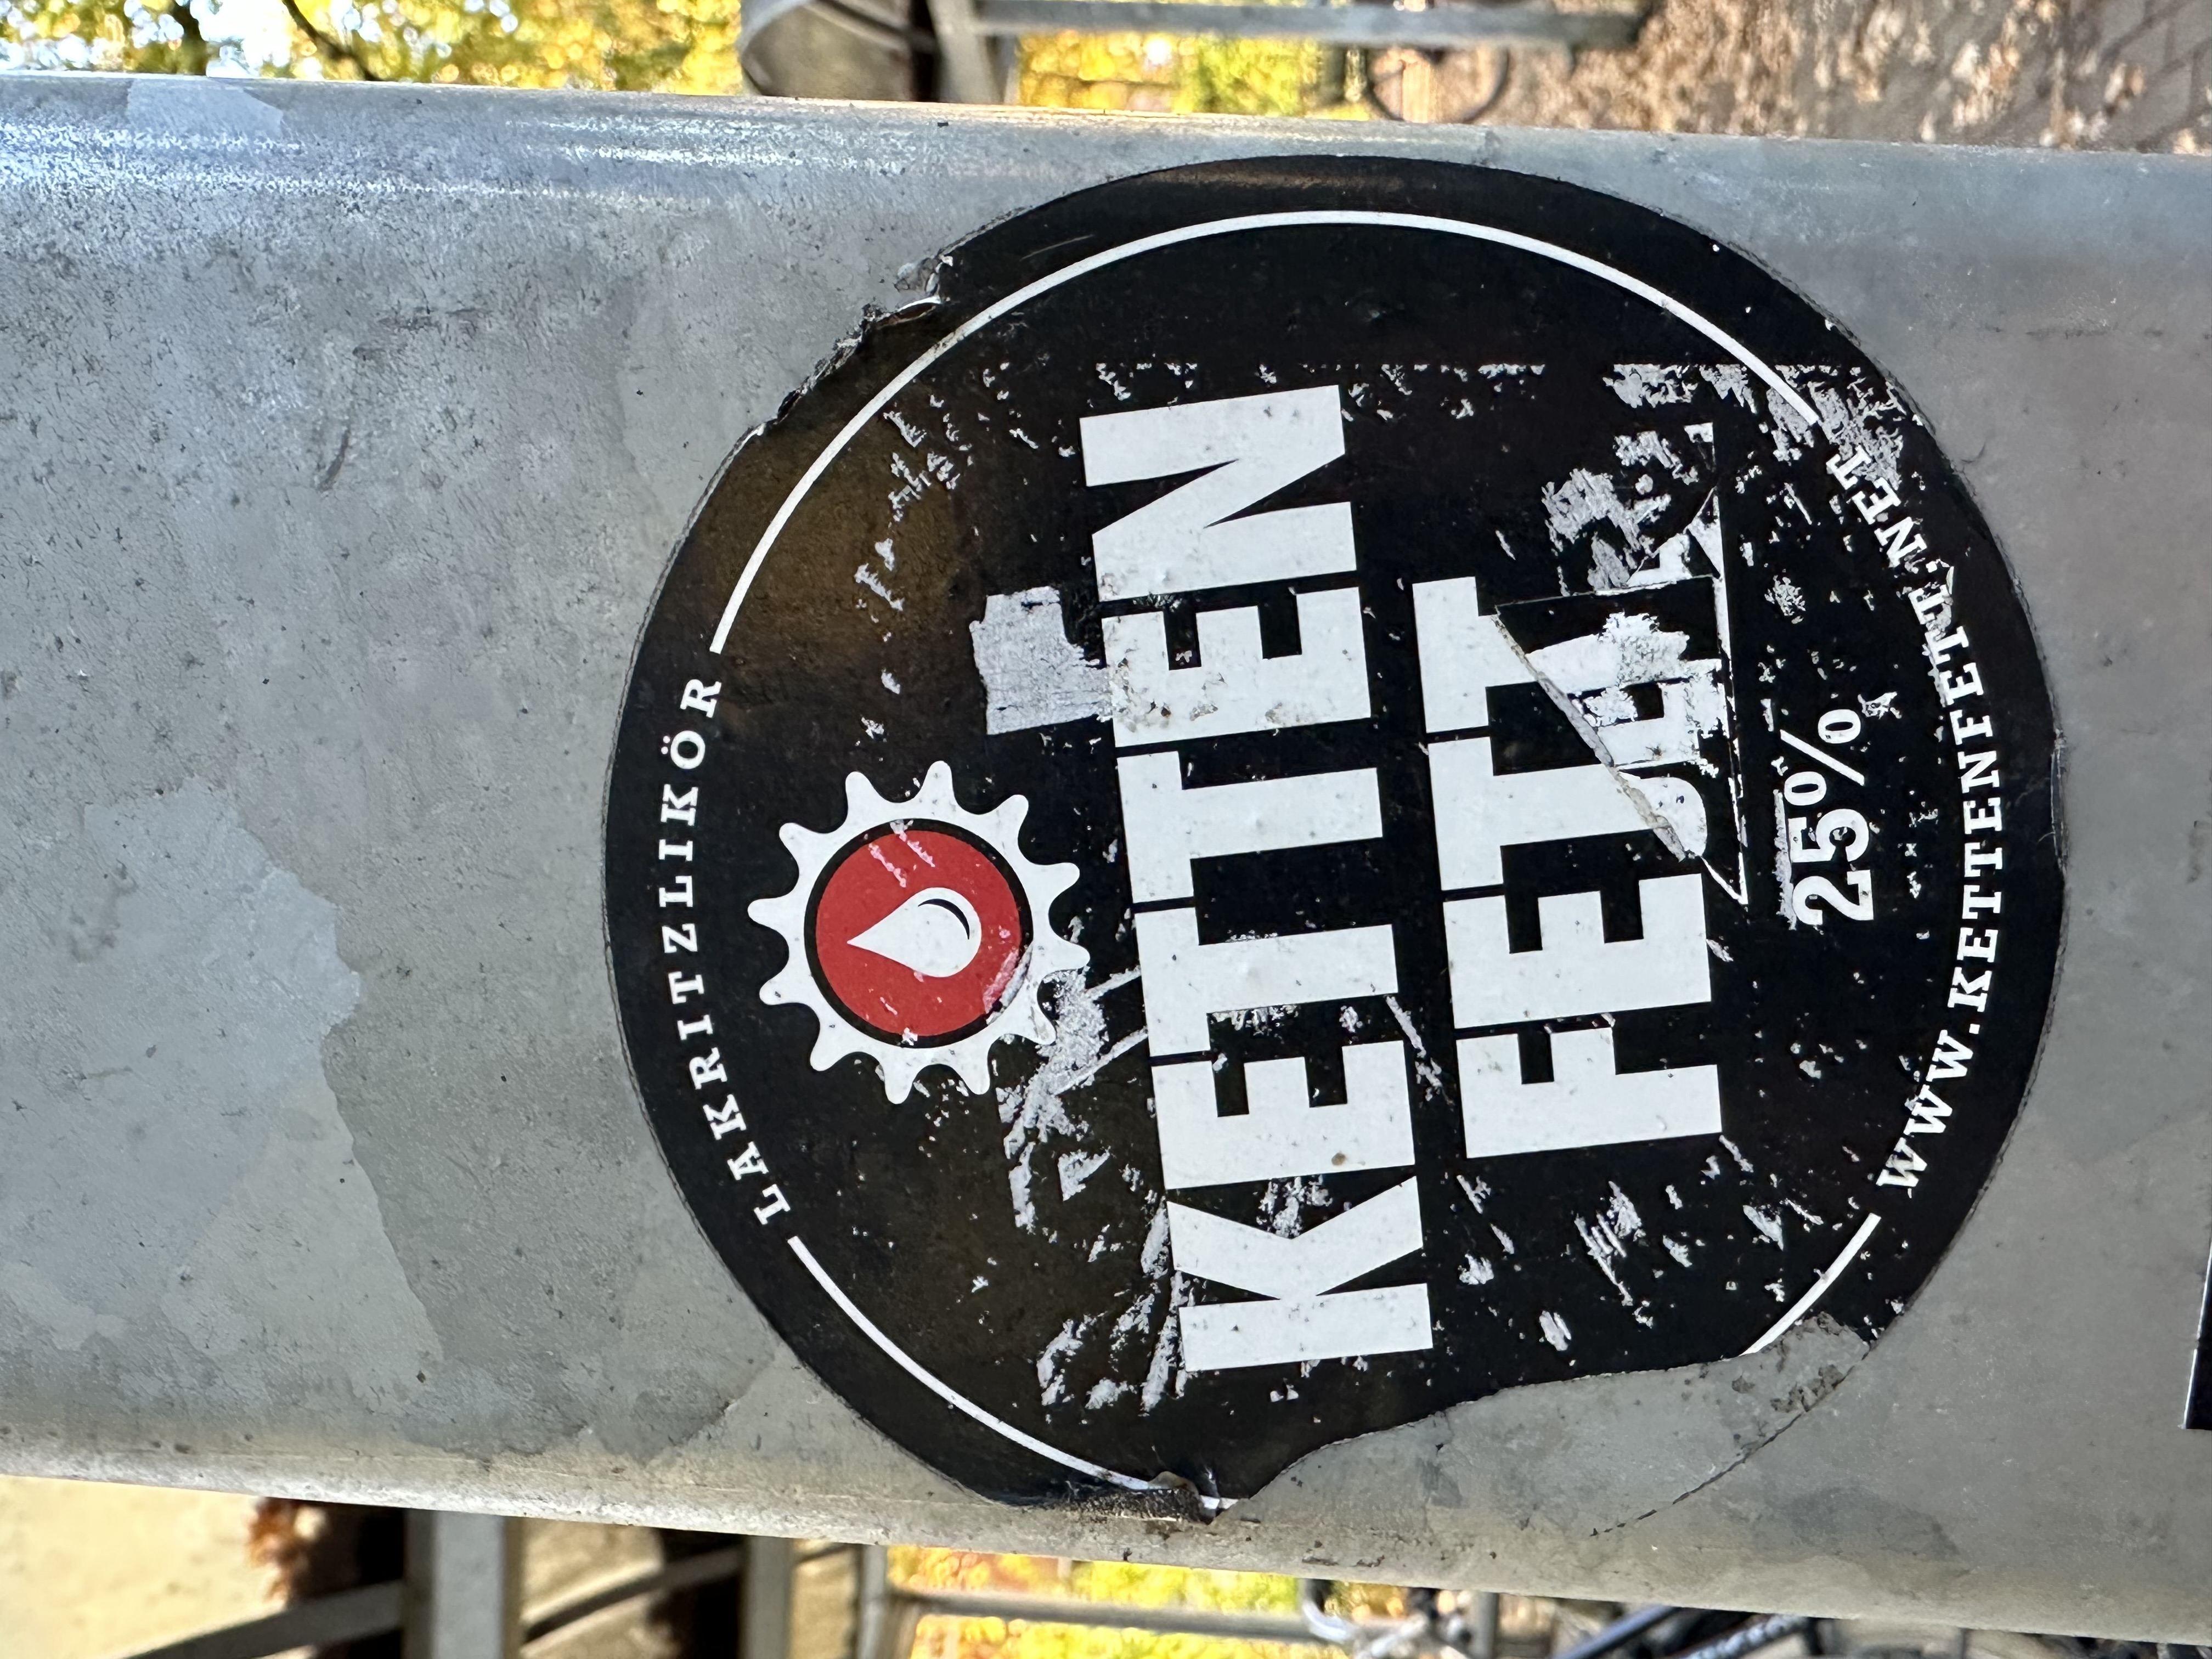 LAKRITZLIKÖR
KETTEN
FETT
25%
WWW.KETTENFETT.NET